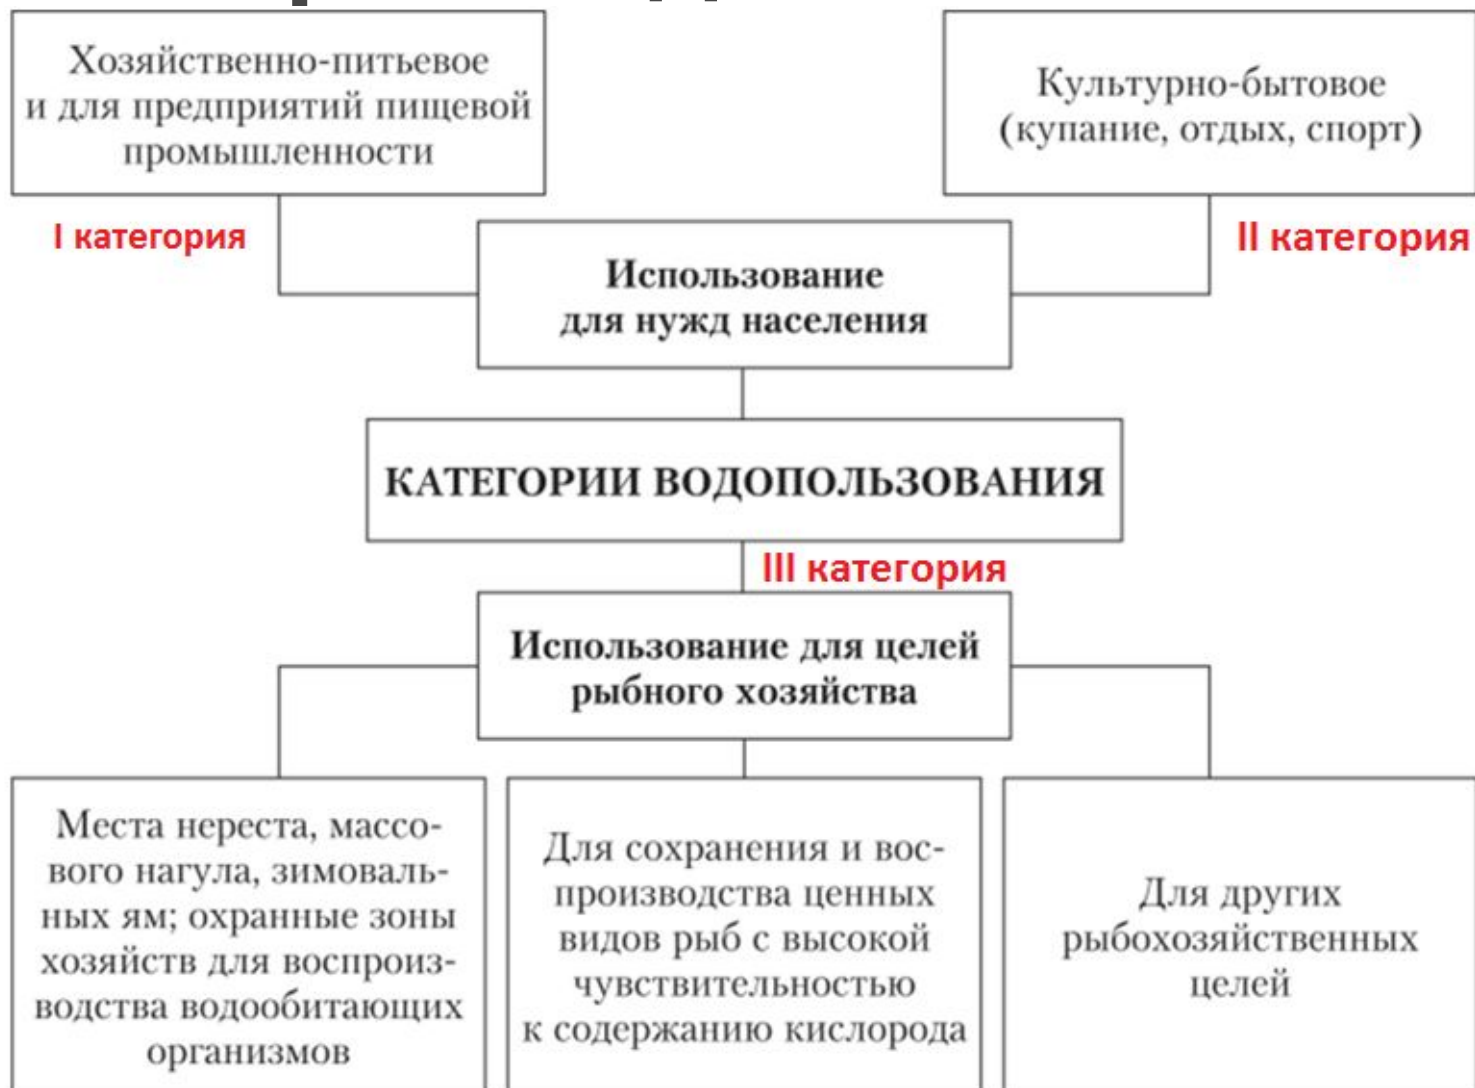 Хозяйственно-питьевое
и для предприятий пищевой
промышленности
Культурно-бытовое
(купание, отдых, спорт)
I категория
II категория
Использование
для нужд населения
КАТЕГОРИИ ВОДОПОЛЬЗОВАНИЯ
III категория
Использование для целей
рыбного хозяйства
Места нереста, массо-
вого нагула, зимоваль-
ных ям; охранные зоны
хозяйств для воспроиз-
водства водообитающих
организмов
Для сохранения и вос-
производства ценных
видов рыб с высокой
чувствительностью
к содержанию кислорода
Для других
рыбохозяйственных
целей